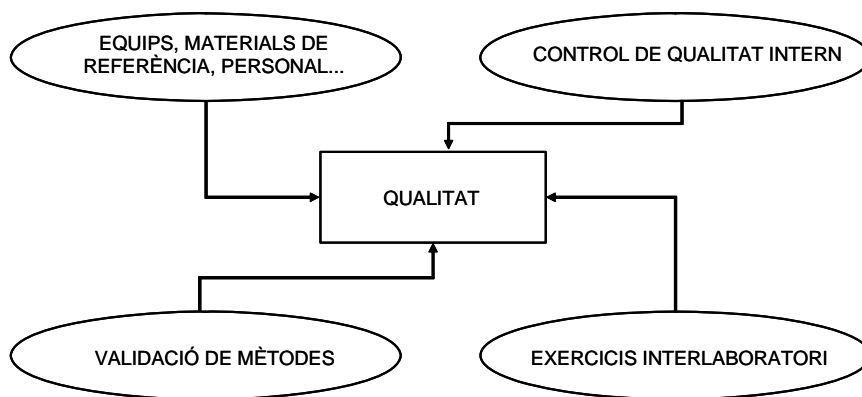 EQUIPS, MATERIALS DE
REFERÈNCIA, PERSONAL...
CONTROL DE QUALITAT INTERN
QUALITAT
VALIDACIÓ DE MÈTODES
EXERCICIS INTERLABORATORI